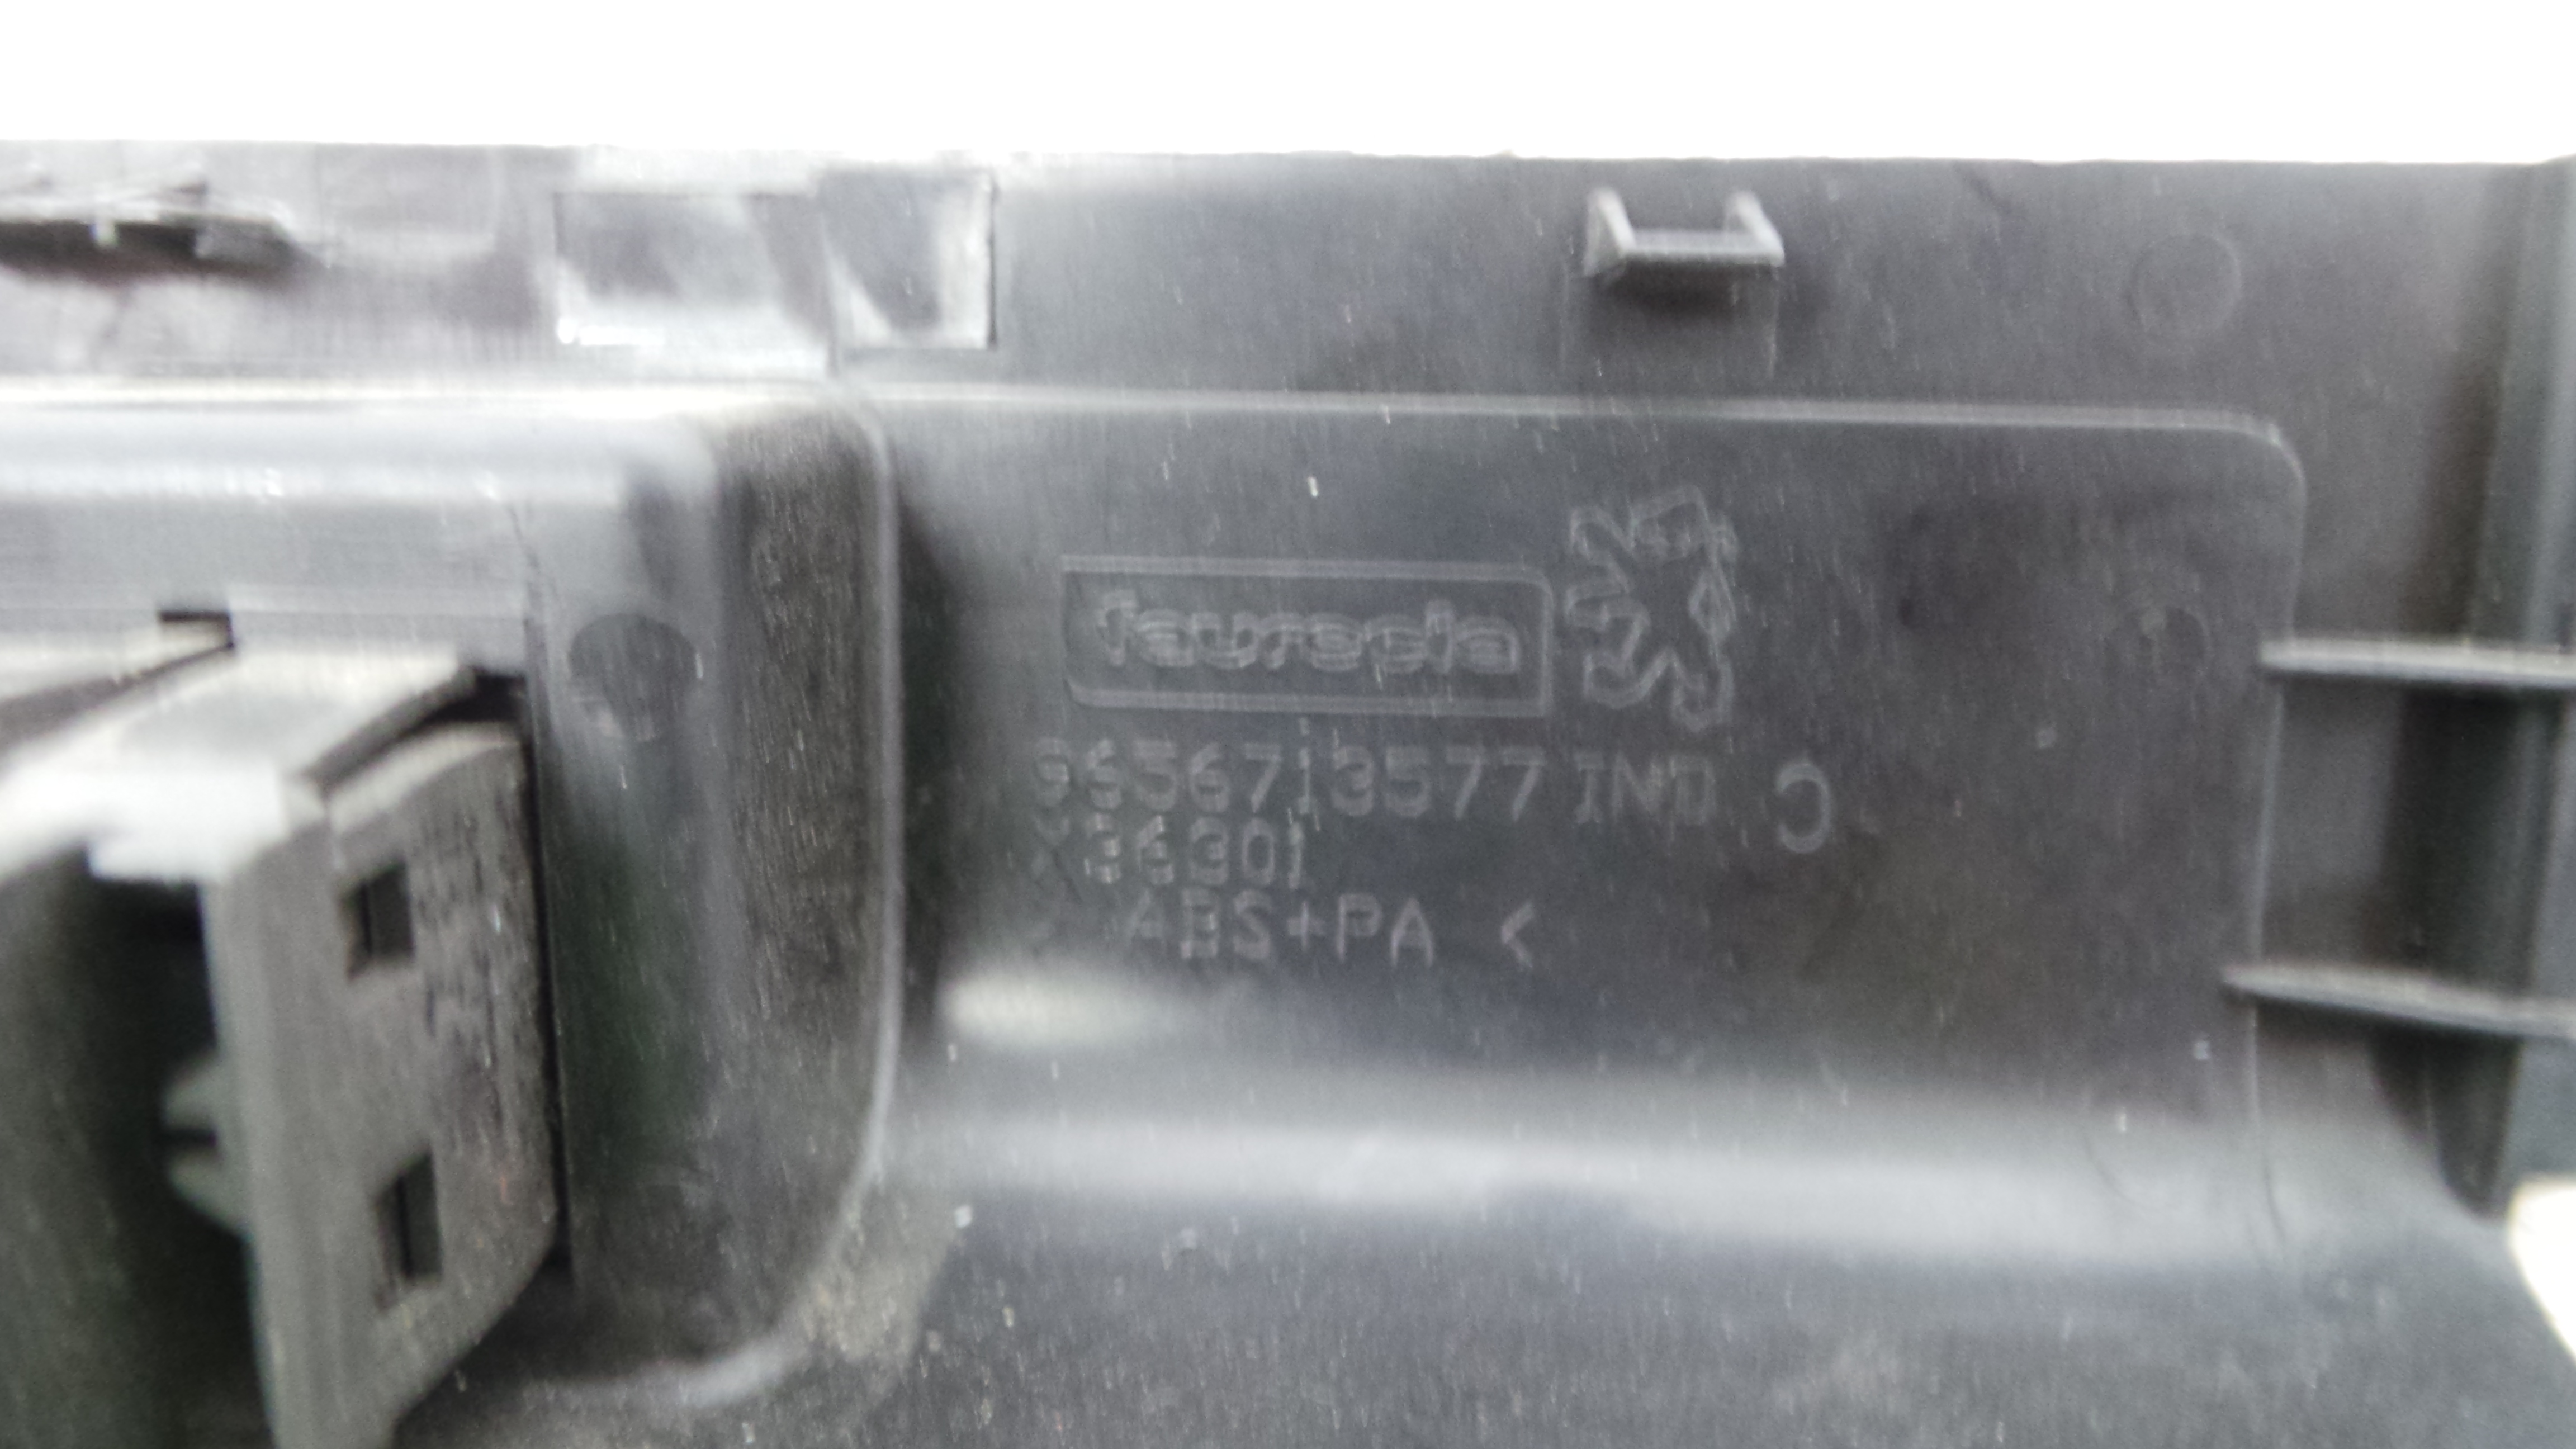 faurecia
9656713577 IND C
X36301
> ABS+PA <